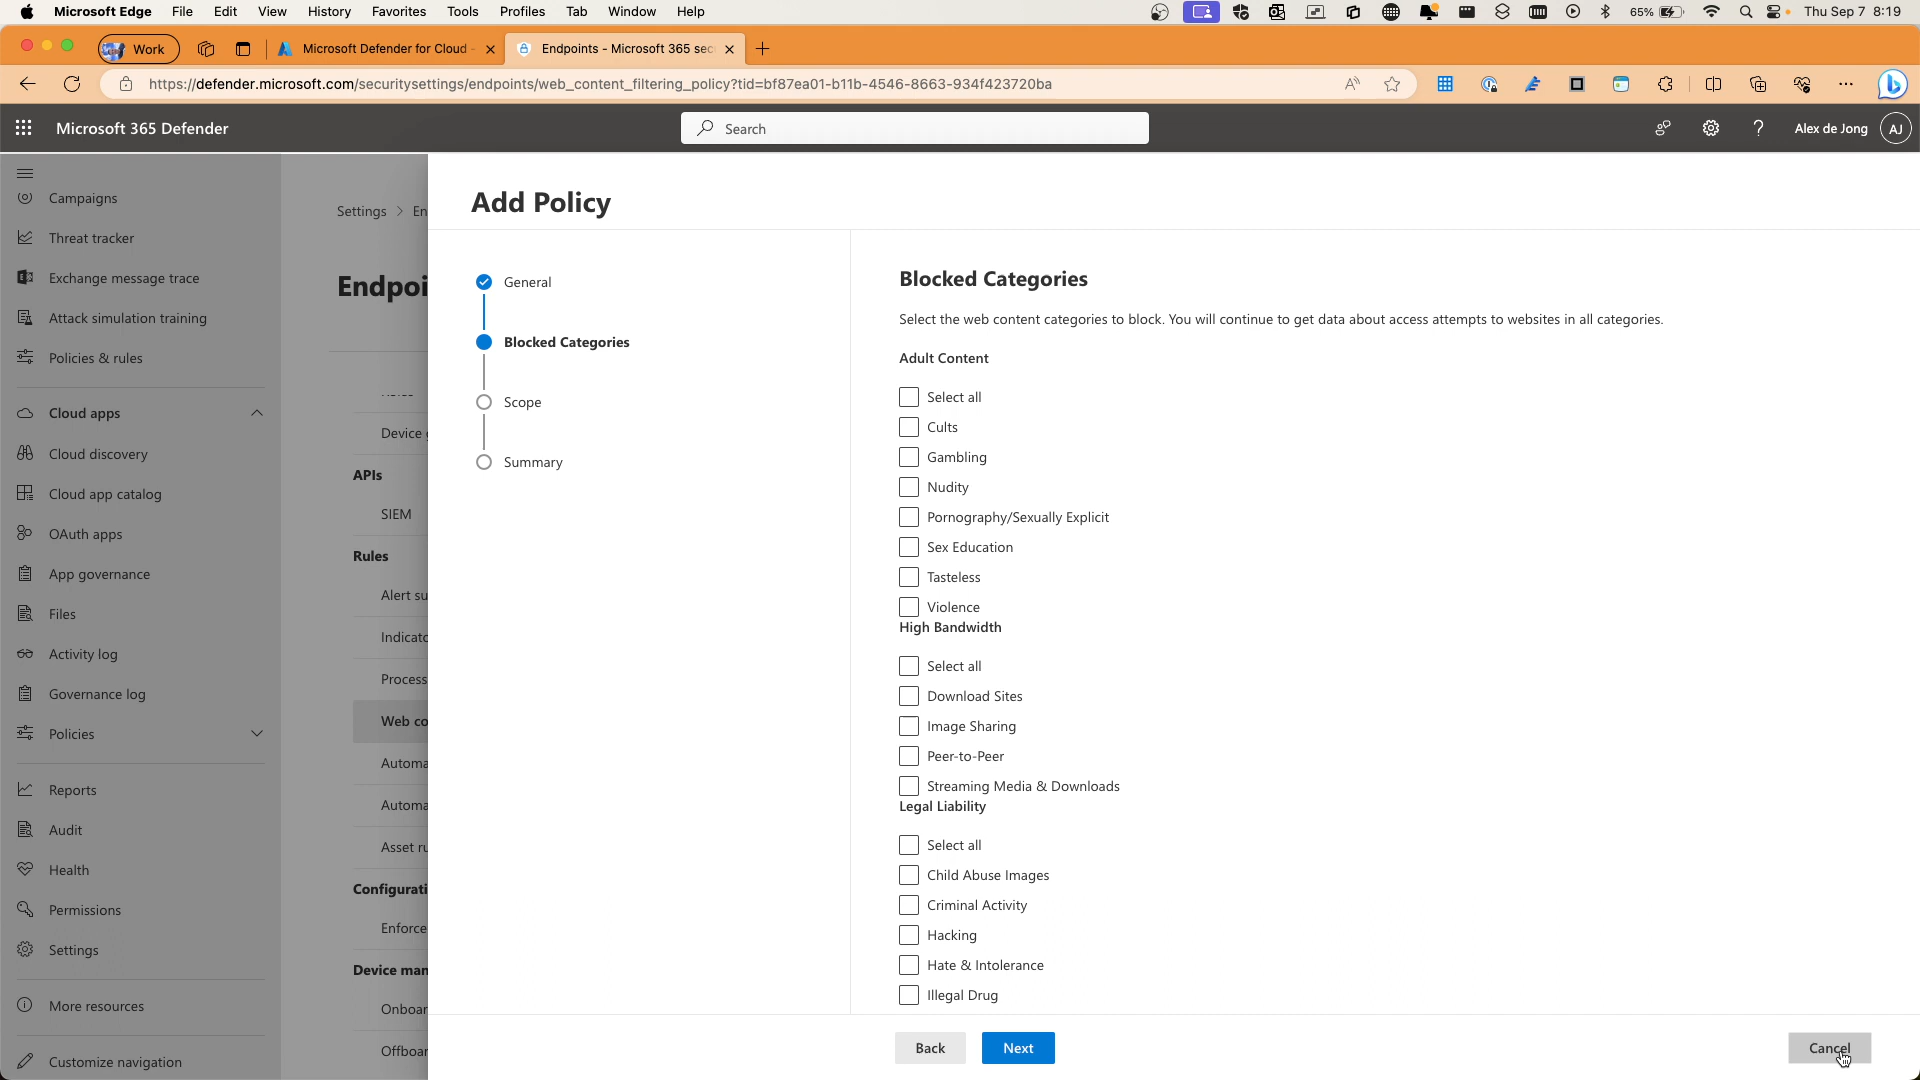 Microsoft Edge File Edit View History Favorites Tools Profiles Tab Window Help 65% Thu Sep 7 8:19
Work Microsoft Defender for Cloud - Endpoints - Microsoft 365 sec
https://defender.microsoft.com/securitysettings/endpoints/web_content_filtering_policy?tid=bf87ea01-b11b-4546-8663-934f423720ba
Microsoft 365 Defender Search Alex de Jong AJ
Campaigns
Threat tracker
Exchange message trace
Attack simulation training
Policies & rules
Cloud apps
Cloud discovery
Cloud app catalog
OAuth apps
App governance
Files
Activity log
Governance log
Policies
Reports
Audit
Health
Permissions
Settings
More resources
Customize navigation
Settings > En
Endpoi
Device g
APIs
SIEM
Rules
Alert su
Indicato
Process
Web co
Automa
Automa
Asset ru
Configurati
Enforce
Device man
Onboar
Offboar
Add Policy
General
Blocked Categories
Scope
Summary
Blocked Categories
Select the web content categories to block. You will continue to get data about access attempts to websites in all categories.
Adult Content
Select all
Cults
Gambling
Nudity
Pornography/Sexually Explicit
Sex Education
Tasteless
Violence
High Bandwidth
Select all
Download Sites
Image Sharing
Peer-to-Peer
Streaming Media & Downloads
Legal Liability
Select all
Child Abuse Images
Criminal Activity
Hacking
Hate & Intolerance
Illegal Drug
Back Next Cancel